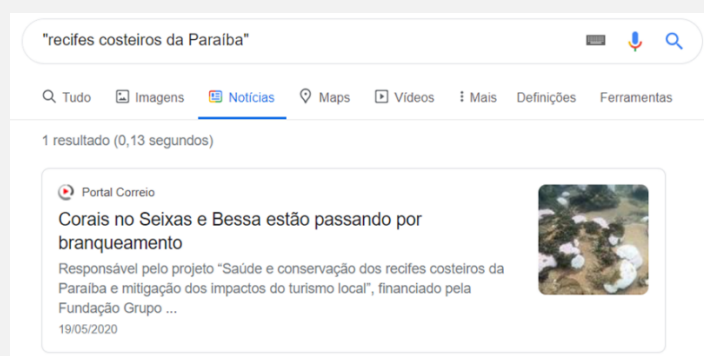 "recifes costeiros da Paraíba"
Tudo Imagens Notícias Maps Vídeos Mais Definições Ferramentas
1 resultado (0,13 segundos)
Portal Correio
Corais no Seixas e Bessa estão passando por
branqueamento
Responsável pelo projeto “Saúde e conservação dos recifes costeiros da
Paraíba e mitigação dos impactos do turismo local”, financiado pela
Fundação Grupo ...
19/05/2020